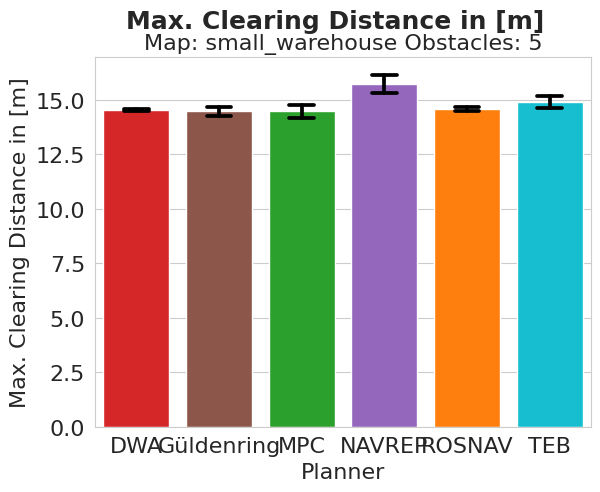 Max. Clearing Distance in [m]
Map: small_warehouse Obstacles: 5
Max. Clearing Distance in [m]
15.0
12.5
10.0
7.5
5.0
2.5
0.0
DWA Güldenring MPC NAVREP ROSNAV TEB
Planner